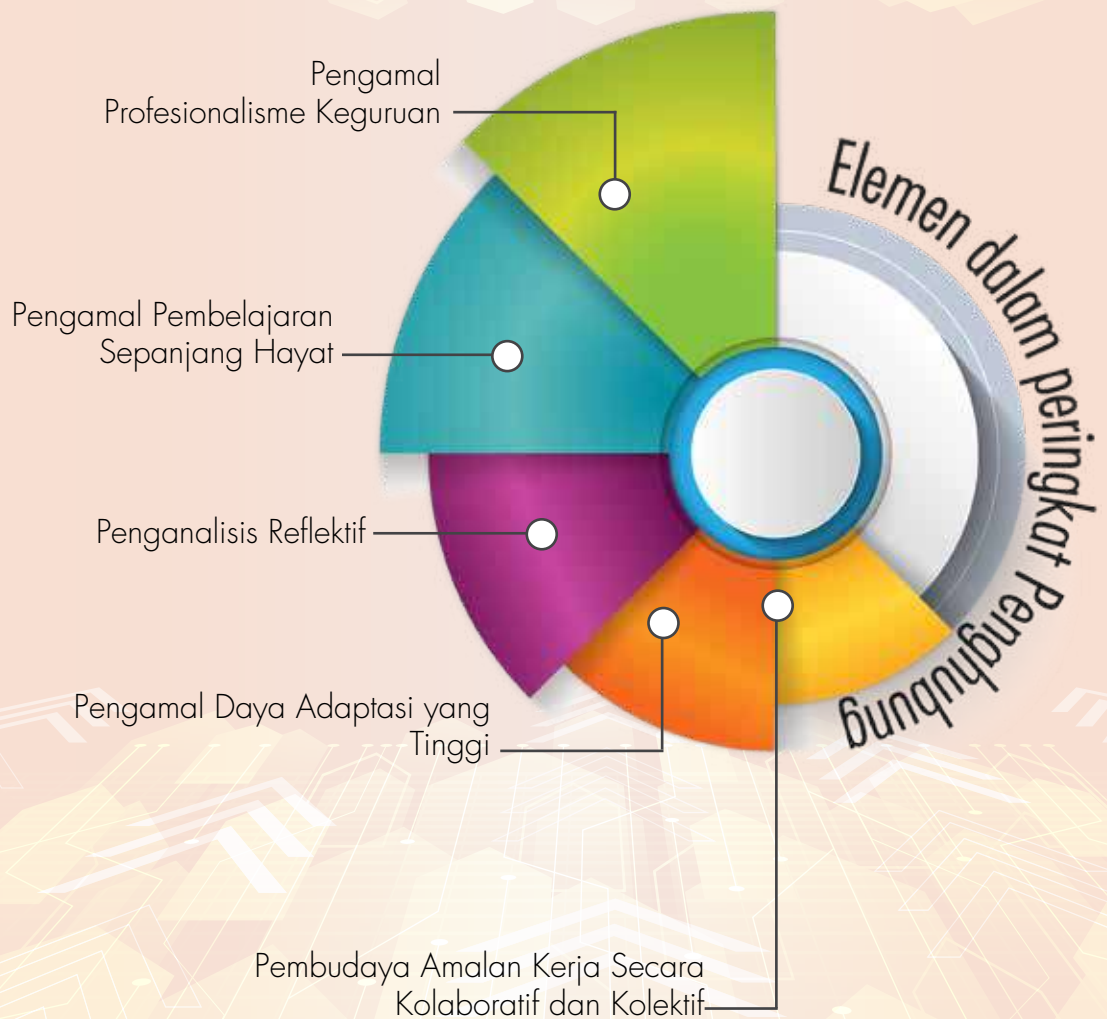 Pengamal
Profesionalisme Keguruan
Elemen dalam peringkat Penghubung
Pengamal Pembelajaran
Sepanjang Hayat
Penganalisis Reflektif
Pengamal Daya Adaptasi yang
Tinggi
Pembudaya Amalan Kerja Secara
Kolaboratif dan Kolektif